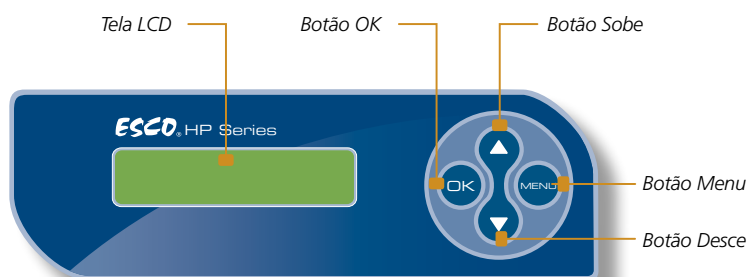 Tela LCD
Botão OK
Botão Sobe
ESCO® HP Series
OK
MENU
Botão Menu
Botão Desce